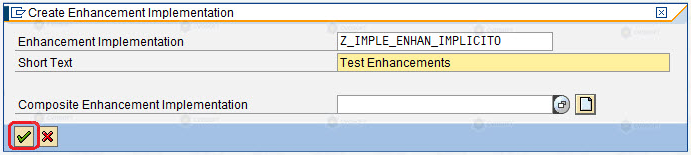 Create Enhancement Implementation
Enhancement Implementation Z_IMPLE_ENHAN_IMPLICITO
Short Text Test Enhancements
Composite Enhancement Implementation